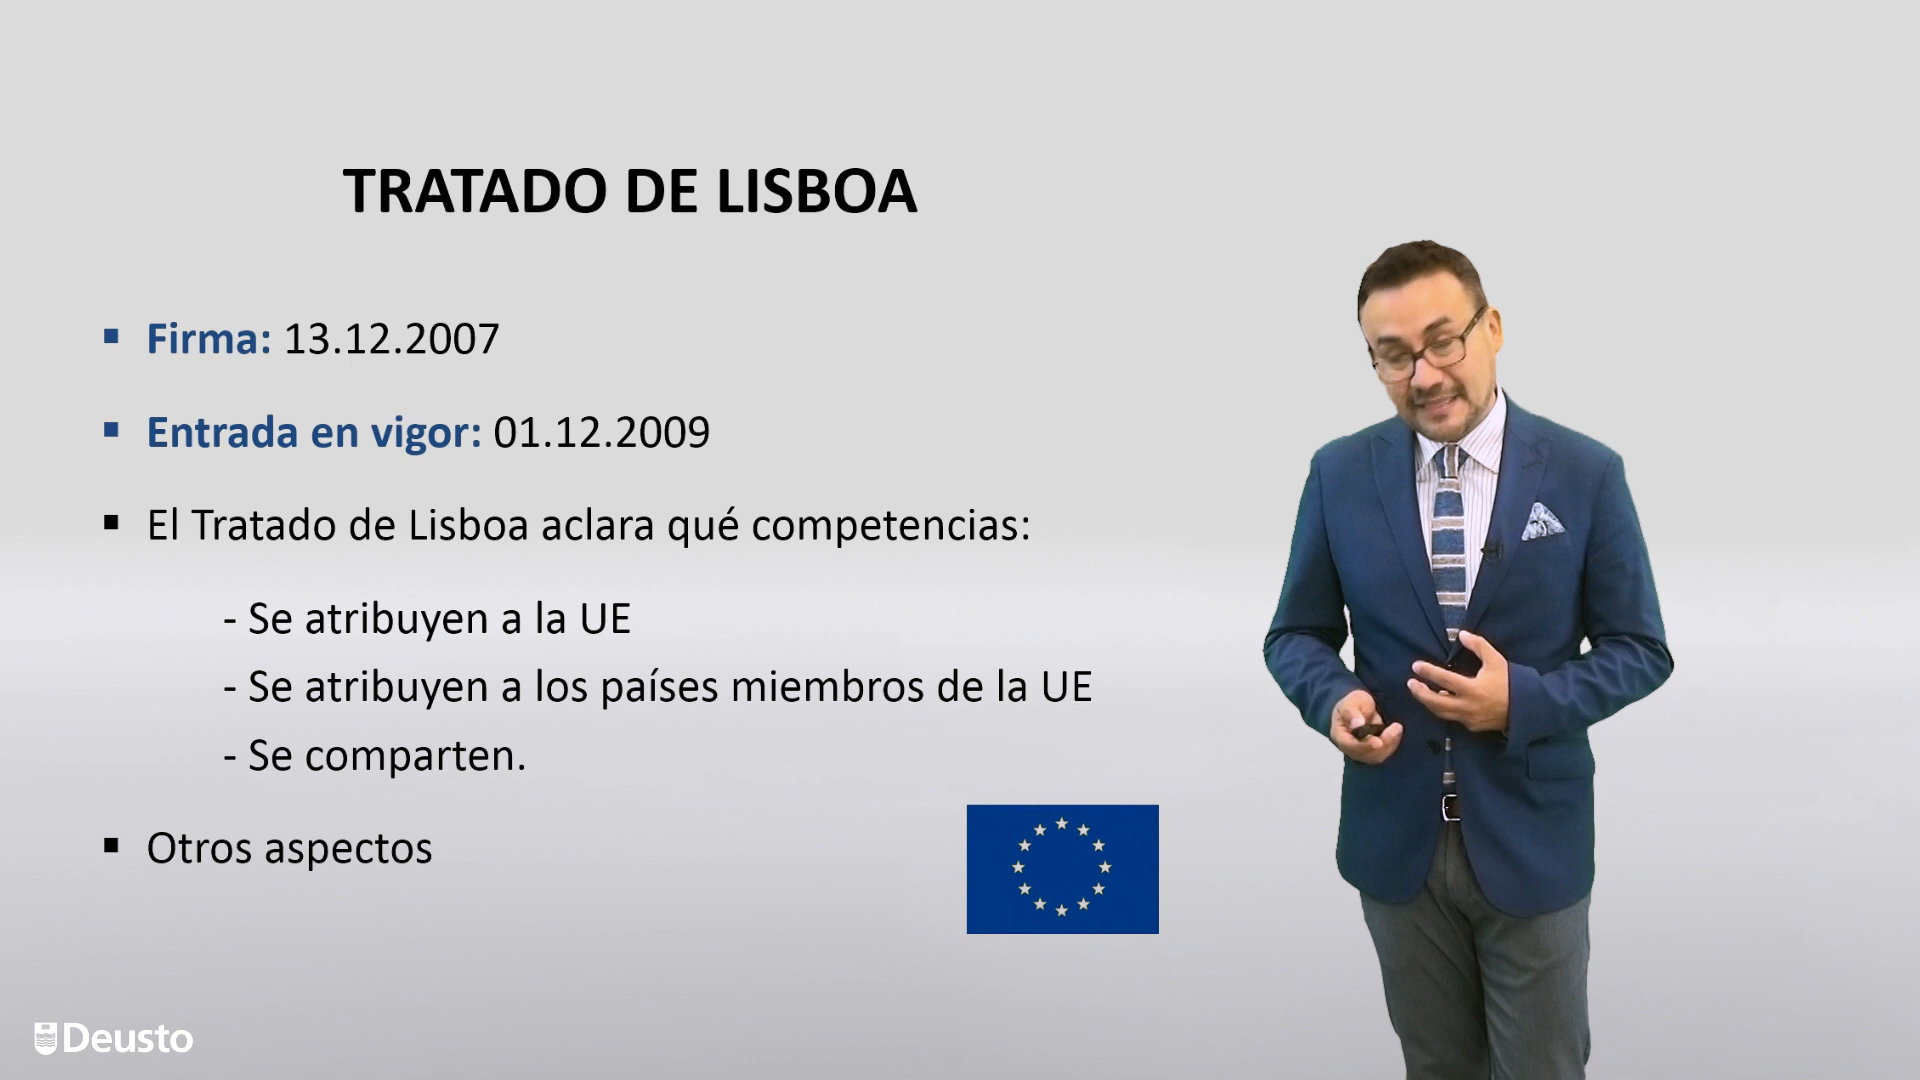 TRATADO DE LISBOA
▪ Firma: 13.12.2007
▪ Entrada en vigor: 01.12.2009
▪ El Tratado de Lisboa aclara qué competencias:
- Se atribuyen a la UE
- Se atribuyen a los países miembros de la UE
- Se comparten.
▪ Otros aspectos
Deusto